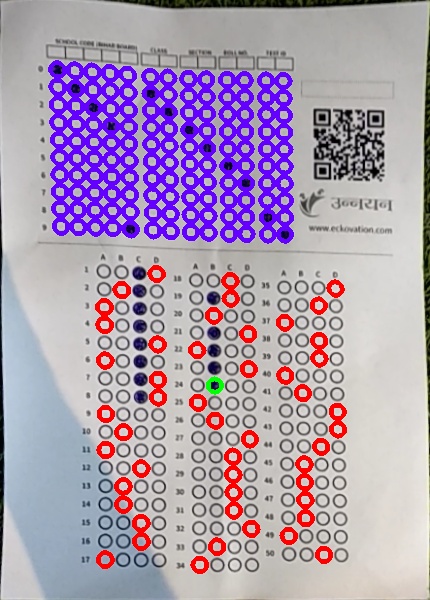 SCHOOL CODE (BIHAR BOARD) CLASS SECTION ROLL NO. TEST ID
0
1
2
3
4
5
6
7
8
9
उन्नयन
www.eckovation.com
A B C D A B C D A B C D
1 18 35
2 19 36
3 20 37
4 21 38
5 22 39
6 23 40
7 24 41
8 25 42
9 26 43
10 27 44
11 28 45
12 29 46
13 30 47
14 31 48
15 32 49
16 33 50
17 34